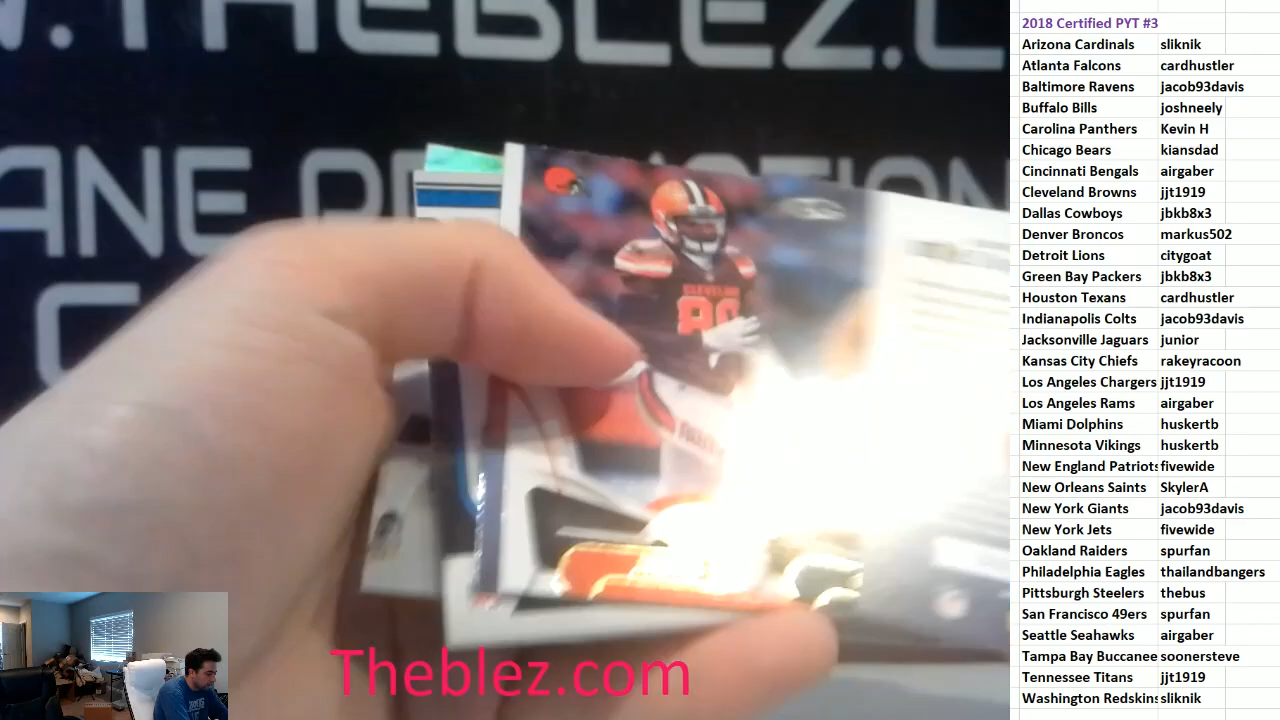 W.THEBLEZ.C
ANE PR
CLEVELAND
80
Theblez.com
2018 Certified PYT #3
Arizona Cardinals sliknik
Atlanta Falcons cardhustler
Baltimore Ravens jacob93davis
Buffalo Bills joshneely
Carolina Panthers Kevin H
Chicago Bears kiansdad
Cincinnati Bengals airgaber
Cleveland Browns jjt1919
Dallas Cowboys jbkb8x3
Denver Broncos markus502
Detroit Lions citygoat
Green Bay Packers jbkb8x3
Houston Texans cardhustler
Indianapolis Colts jacob93davis
Jacksonville Jaguars junior
Kansas City Chiefs rakeyracoon
Los Angeles Chargers jjt1919
Los Angeles Rams airgaber
Miami Dolphins huskertb
Minnesota Vikings huskertb
New England Patriots fivewide
New Orleans Saints SkylerA
New York Giants jacob93davis
New York Jets fivewide
Oakland Raiders spurfan
Philadelphia Eagles thailandbangers
Pittsburgh Steelers thebus
San Francisco 49ers spurfan
Seattle Seahawks airgaber
Tampa Bay Buccanee soonersteve
Tennessee Titans jjt1919
Washington Redskins sliknik